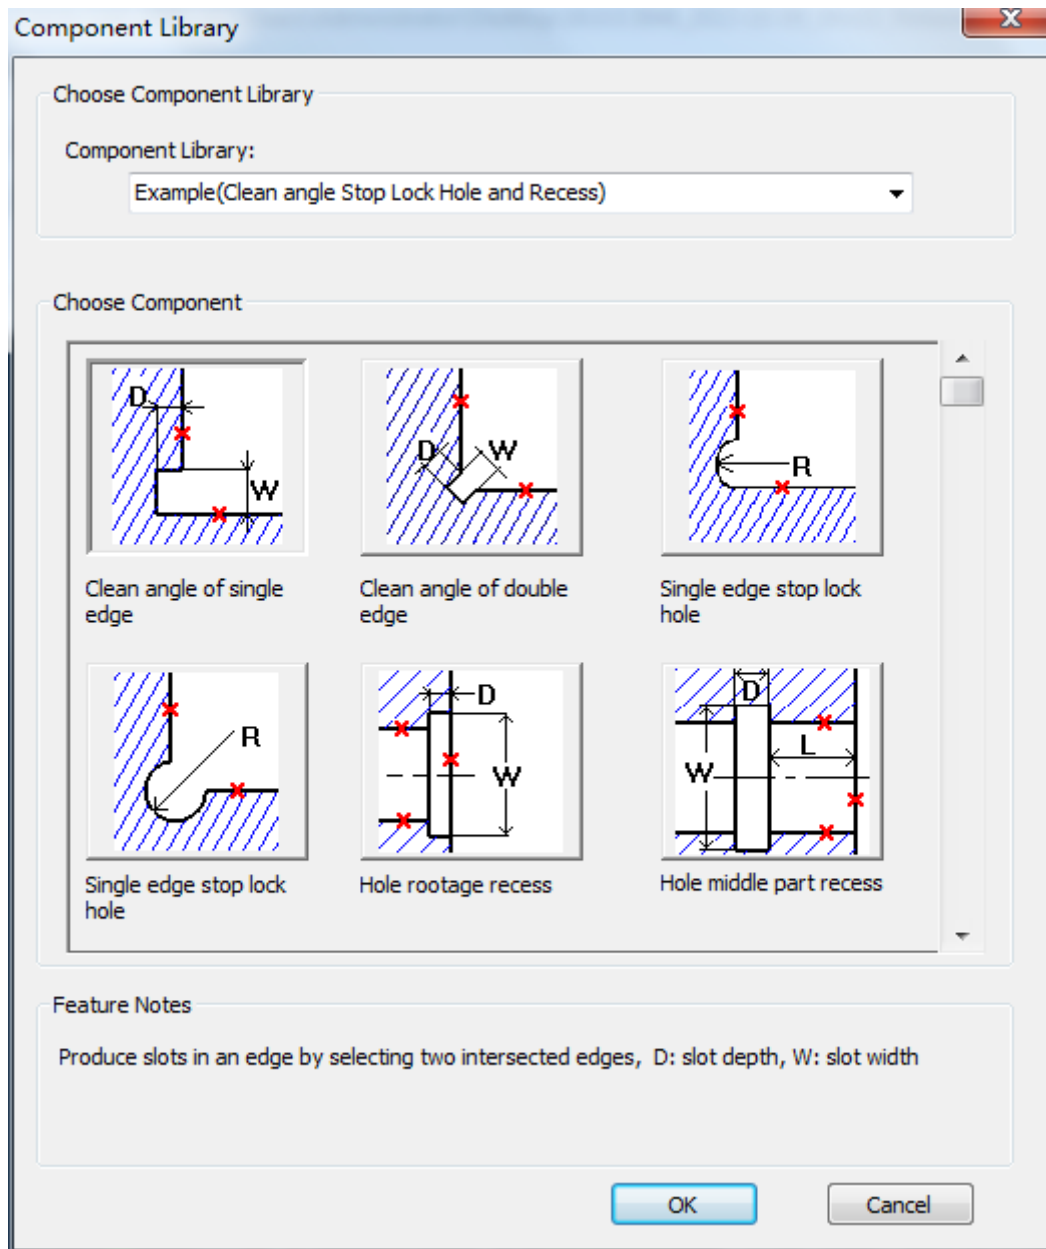 Component Library
X
Choose Component Library
Component Library:
Example(Clean angle Stop Lock Hole and Recess)
Choose Component
D
W
D
W
R
Clean angle of single
edge
Clean angle of double
edge
Single edge stop lock
hole
R
D
W
D
L
W
Single edge stop lock
hole
Hole rootage recess
Hole middle part recess
Feature Notes
Produce slots in an edge by selecting two intersected edges,  D: slot depth, W: slot width
OK
Cancel